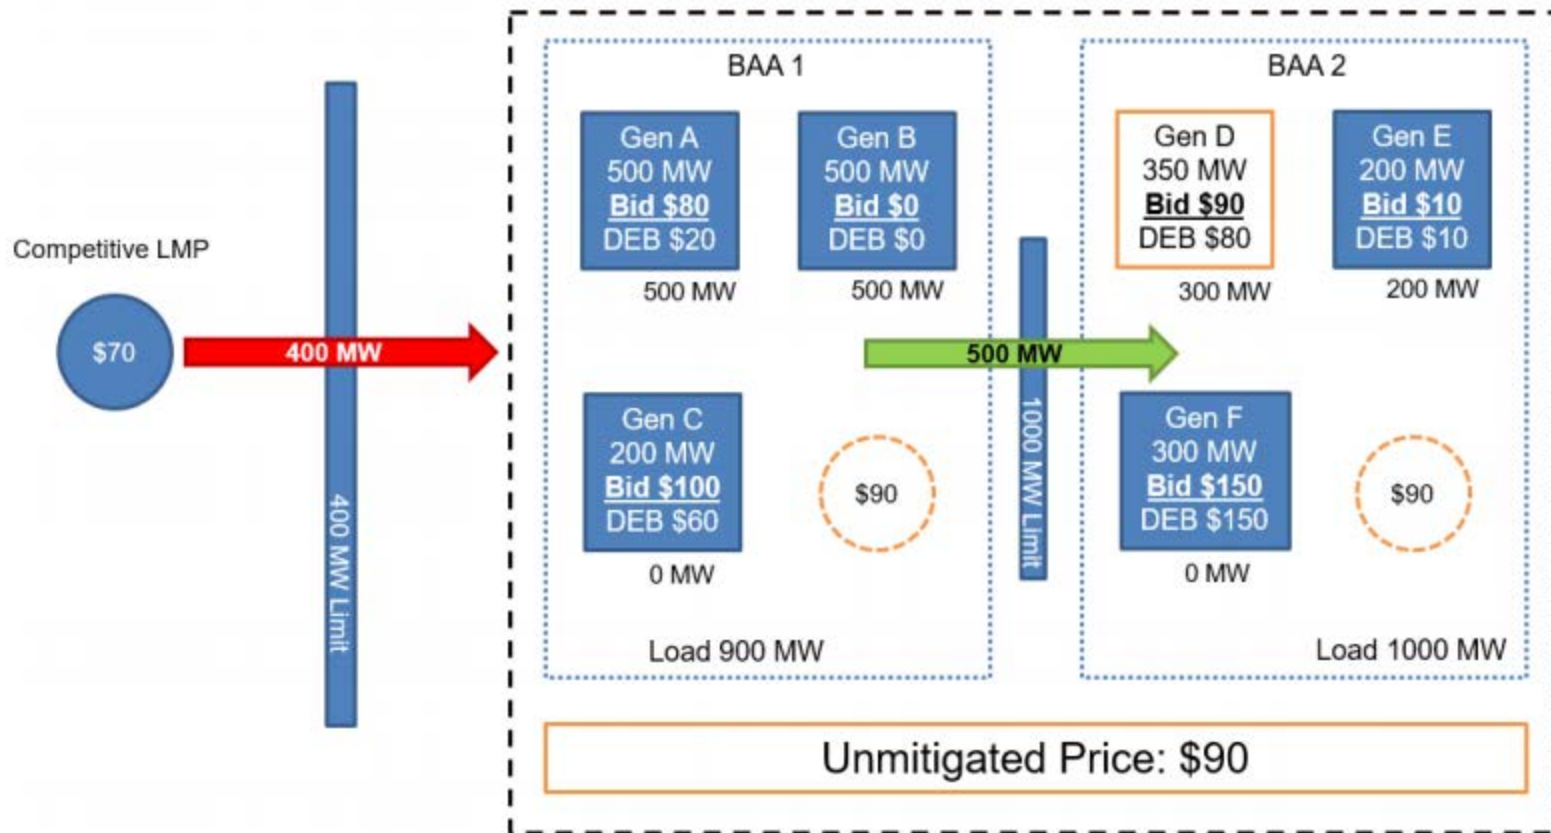 Competitive LMP
$70
400 MW
400 MW Limit
BAA 1
Gen A
500 MW
Bid $80
DEB $20
500 MW
Gen B
500 MW
Bid $0
DEB $0
500 MW
Gen C
200 MW
Bid $100
DEB $60
0 MW
$90
Load 900 MW
500 MW
1000 MW Limit
BAA 2
Gen D
350 MW
Bid $90
DEB $80
300 MW
Gen E
200 MW
Bid $10
DEB $10
200 MW
Gen F
300 MW
Bid $150
DEB $150
0 MW
$90
Load 1000 MW
Unmitigated Price: $90